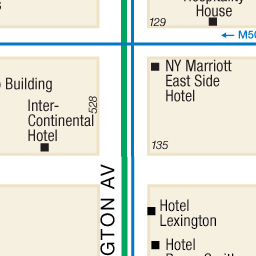 House
129
M50
NY Marriott
East Side
Hotel
Building
Inter-
Continental
Hotel
528
135
GTON AV
Hotel
Lexington
Hotel